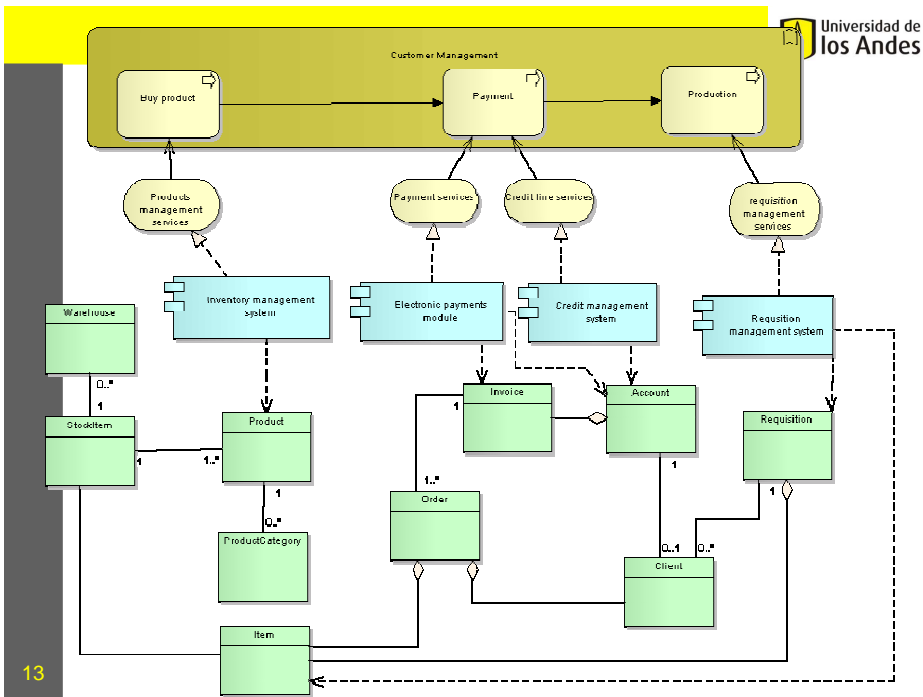 Universidad de
los Andes
Customer Management
Buy product
Payment
Production
Products
management
services
Payment services
Credit line services
requisition
management
services
Inventory management
system
Electronic payments
module
Credit management
system
Requsition
management system
Warehouse
Invoice
Account
0..*
1
1
StockItem
Product
Requisition
1
1..*
1
1
1..*
1
0..*
Order
ProductCategory
0..1
0..*
Client
Item
13